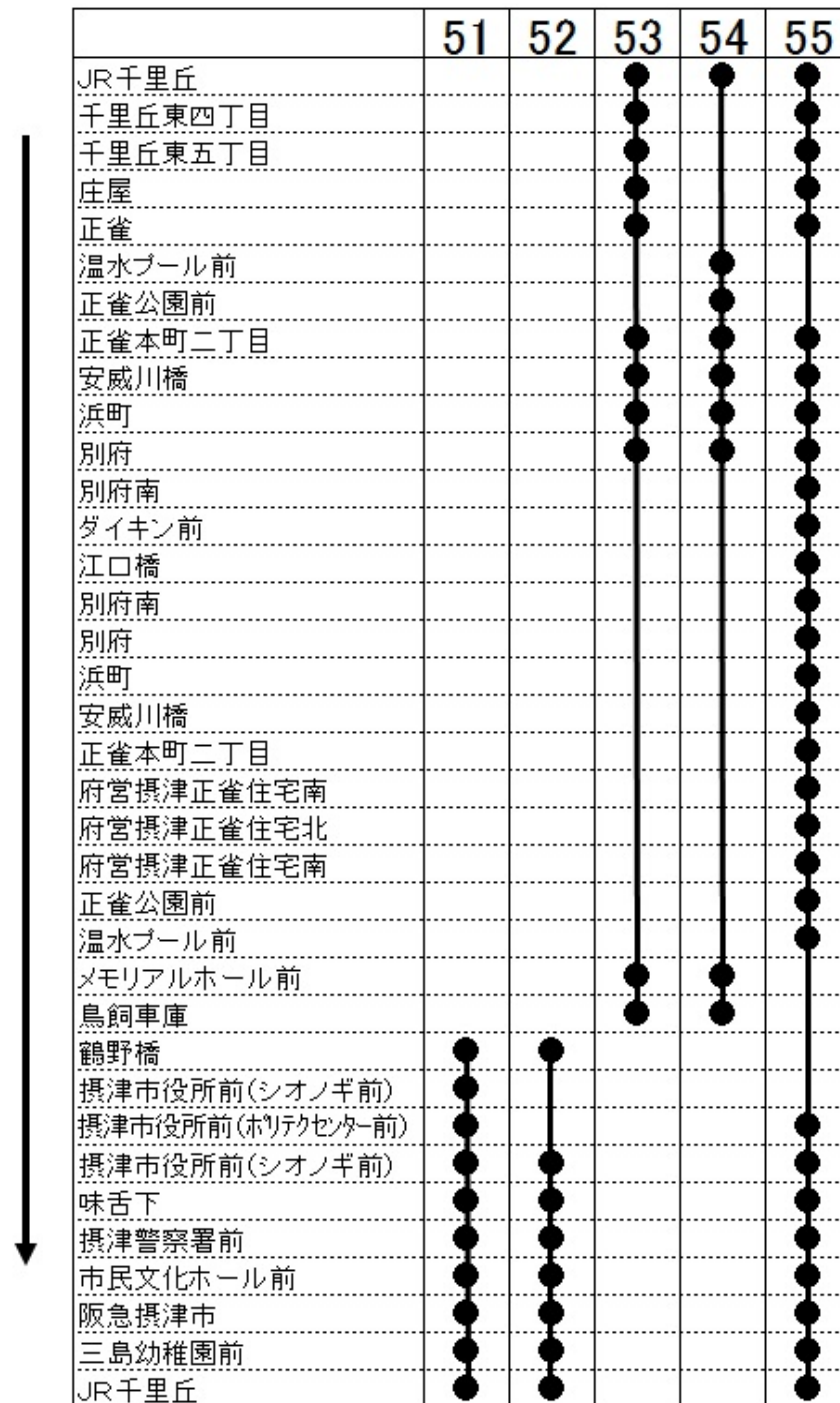 51 52 53 54 55
JR千里丘
千里丘東四丁目
千里丘東五丁目
庄屋
正雀
温水プール前
正雀公園前
正雀本町二丁目
安威川橋
浜町
別府
別府南
ダイキン前
江口橋
別府南
別府
浜町
安威川橋
正雀本町二丁目
府営摂津正雀住宅南
府営摂津正雀住宅北
府営摂津正雀住宅南
正雀公園前
温水プール前
メモリアルホール前
鳥飼車庫
鶴野橋
摂津市役所前(シオノギ前)
摂津市役所前(ポリテクセンター前)
摂津市役所前(シオノギ前)
味舌下
摂津警察署前
市民文化ホール前
阪急摂津市
三島幼稚園前
JR千里丘